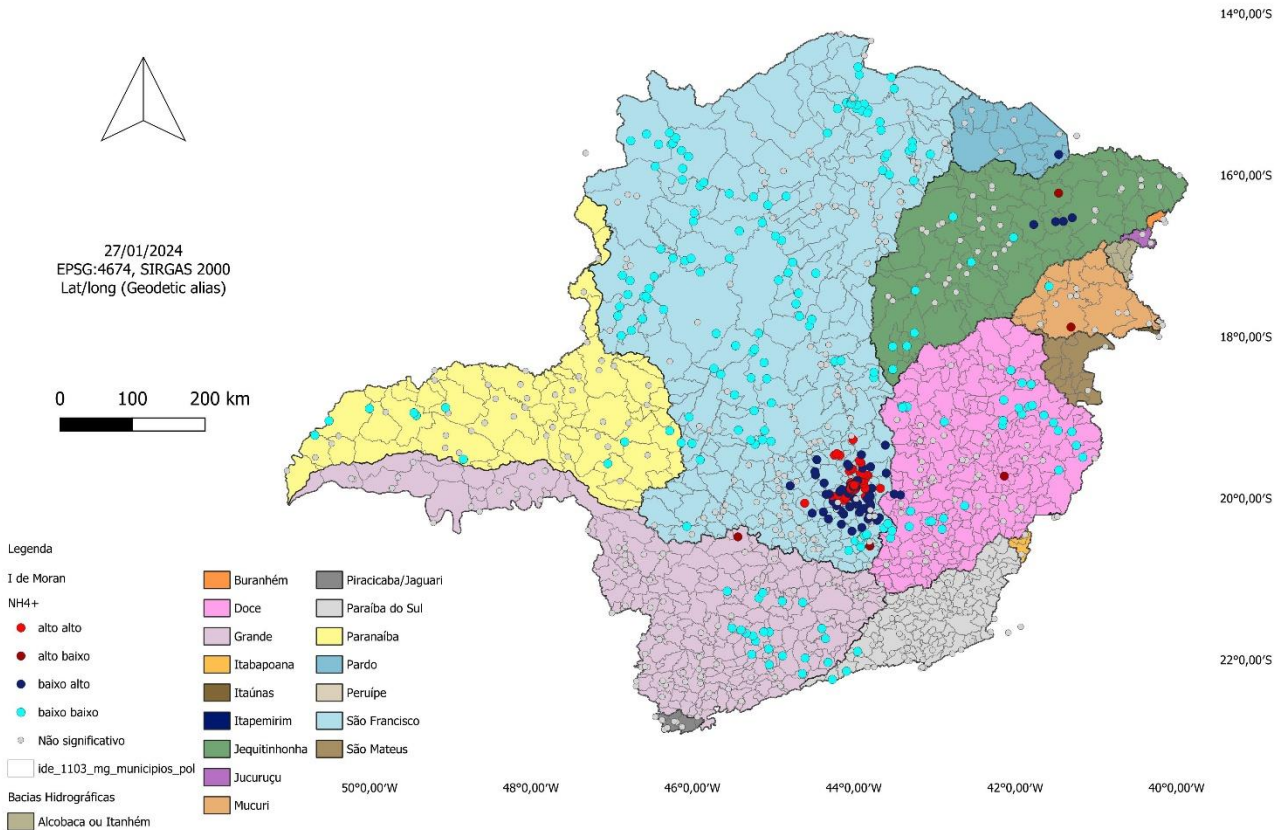 14°0,00'S
16°0,00'S
18°0,00'S
20°0,00'S
22°0,00'S
27/01/2024
EPSG:4674, SIRGAS 2000
Lat/long (Geodetic alias)
0 100 200 km
50°0,00'W 48°0,00'W 46°0,00'W 44°0,00'W 42°0,00'W 40°0,00'W
Legenda
I de Moran
NH4+
alto alto
alto baixo
baixo alto
baixo baixo
Não significativo
ide_1103_mg_municipios_pol
Bacias Hidrográficas
Alcobaca ou Itanhém
Buranhém
Doce
Grande
Itabapoana
Itaúnas
Itapemirim
Jequitinhonha
Jucuruçu
Mucuri
Piracicaba/Jaguari
Paraíba do Sul
Paranaíba
Pardo
Peruípe
São Francisco
São Mateus